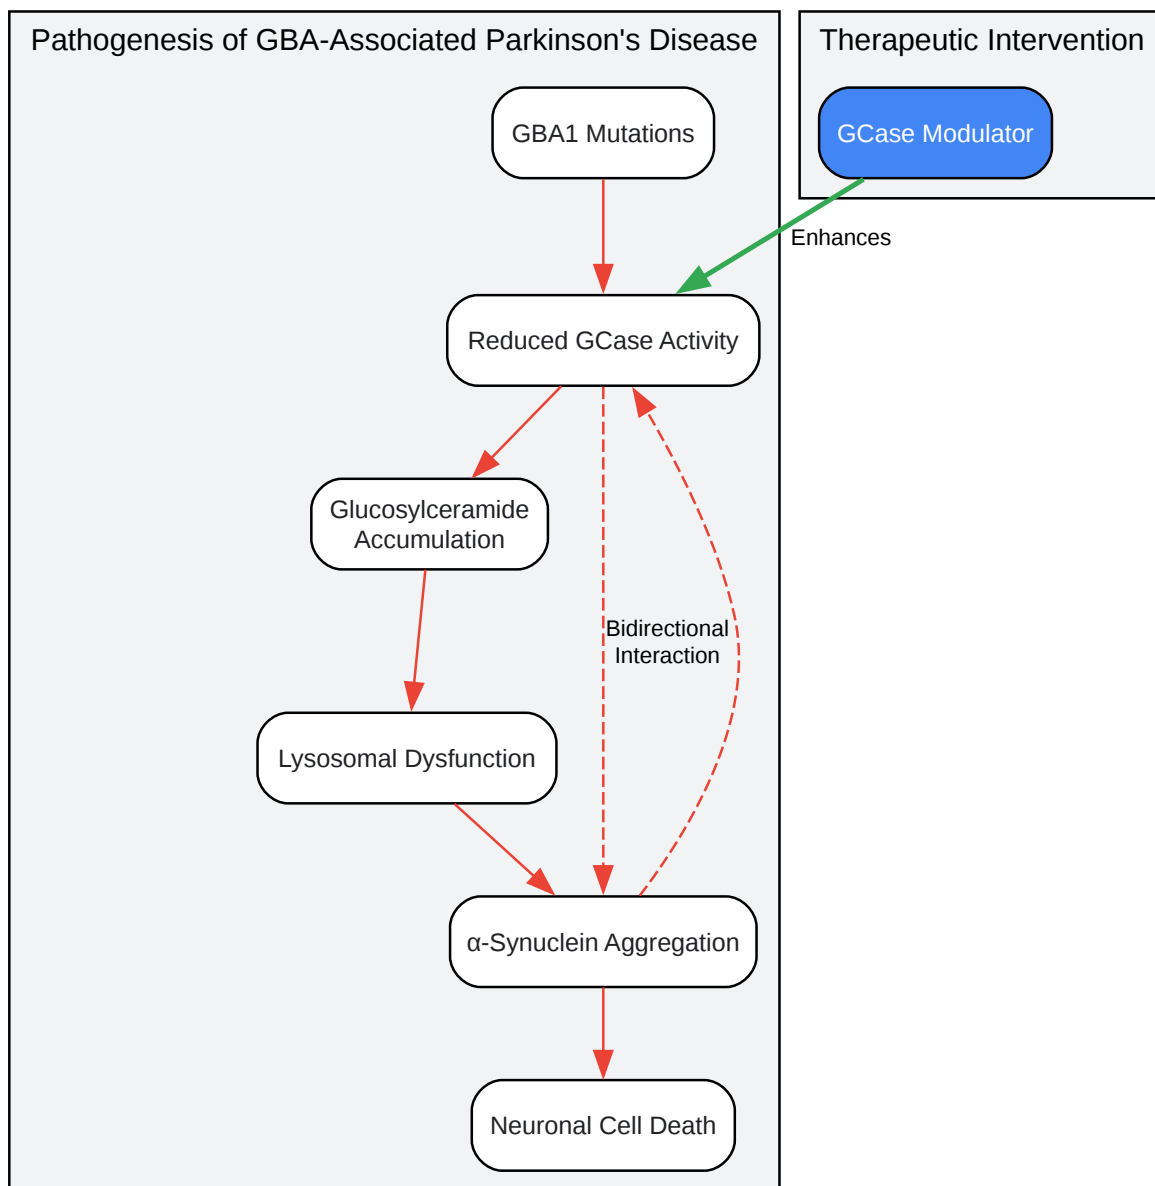 Pathogenesis of GBA-Associated Parkinson's Disease
Therapeutic Intervention
GBA1 Mutations
GCase Modulator
Enhances
Reduced GCase Activity
Glucosylceramide
Accumulation
Bidirectional
Interaction
Lysosomal Dysfunction
α-Synuclein Aggregation
Neuronal Cell Death